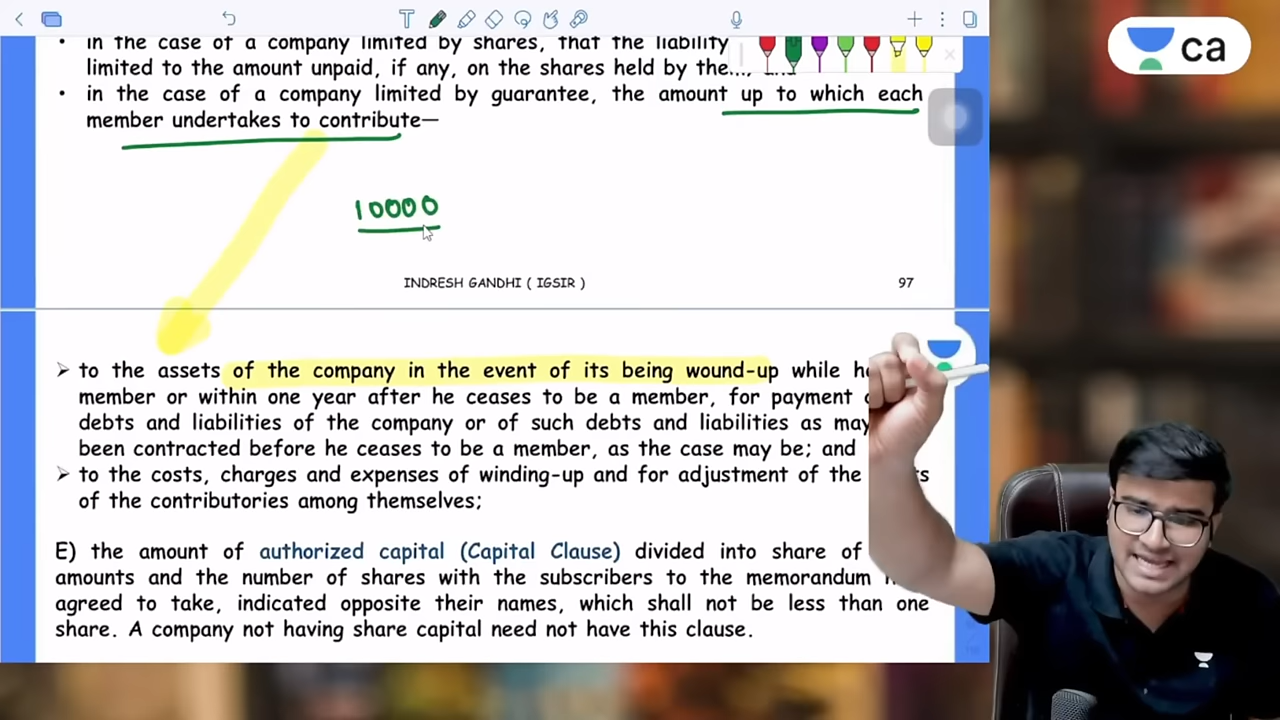 ca
• in the case of a company limited by shares, that the liability
limited to the amount unpaid, if any, on the shares held by
• in the case of a company limited by guarantee, the amount up to which each
member undertakes to contribute—
10000
INDRESH GANDHI ( IGSIR )
97
➢ to the assets of the company in the event of its being wound-up while
member or within one year after he ceases to be a member, for payment
debts and liabilities of the company or of such debts and liabilities as may
been contracted before he ceases to be a member, as the case may be; and
➢ to the costs, charges and expenses of winding-up and for adjustment of the
of the contributories among themselves;
E) the amount of authorized capital (Capital Clause) divided into share of
amounts and the number of shares with the subscribers to the memorandum
agreed to take, indicated opposite their names, which shall not be less than one
share. A company not having share capital need not have this clause.